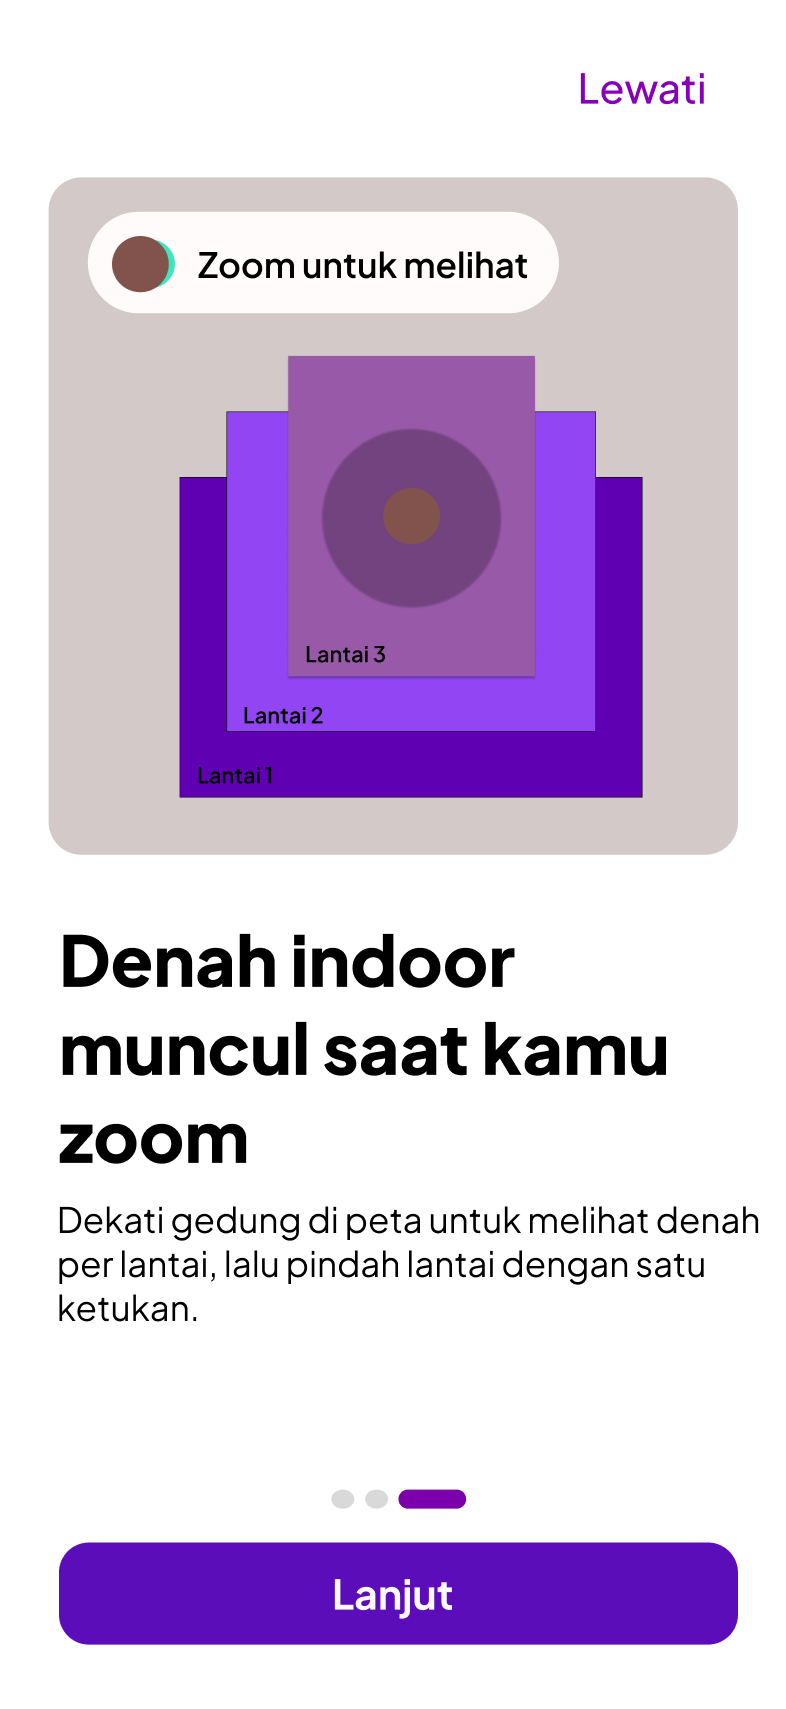 Lewati
Zoom untuk melihat
Lantai 3
Lantai 2
Lantai 1
Denah indoor
muncul saat kamu
zoom
Dekati gedung di peta untuk melihat denah
per lantai, lalu pindah lantai dengan satu
ketukan.
Lanjut